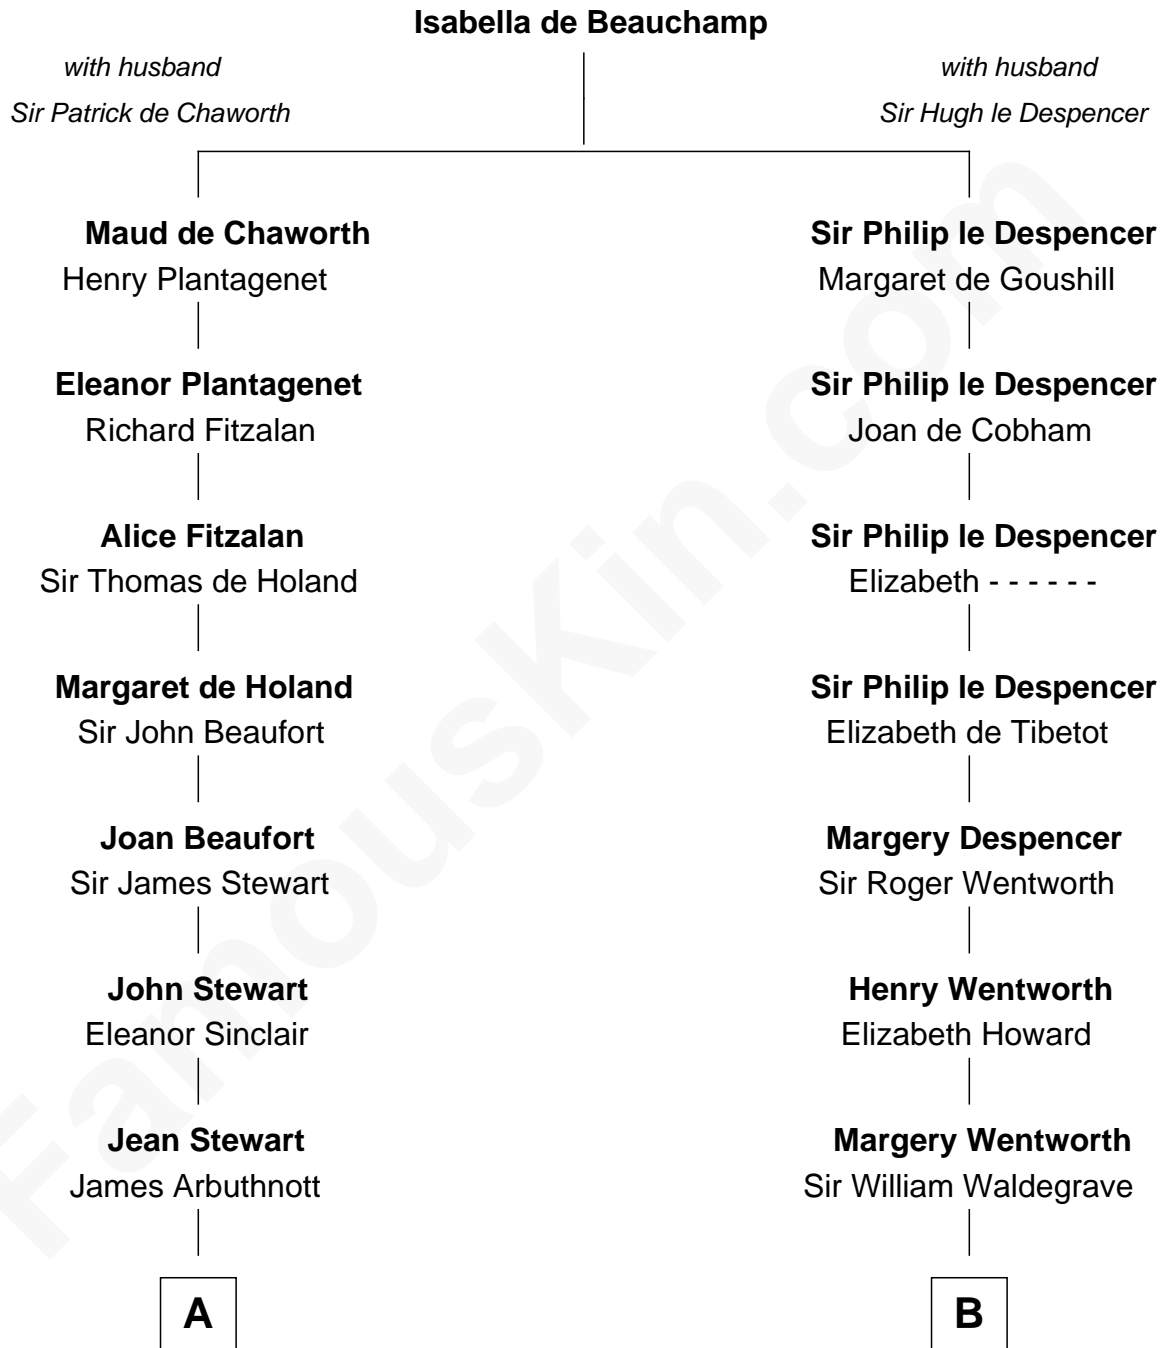 Isabella de Beauchamp
with husband
Sir Patrick de Chaworth
with husband
Sir Hugh le Despencer
Maud de Chaworth
Henry Plantagenet
Sir Philip le Despencer
Margaret de Goushill
Eleanor Plantagenet
Richard Fitzalan
Sir Philip le Despencer
Joan de Cobham
Alice Fitzalan
Sir Thomas de Holand
Sir Philip le Despencer
Elizabeth - - - - - -
Margaret de Holand
Sir John Beaufort
Sir Philip le Despencer
Elizabeth de Tibetot
Joan Beaufort
Sir James Stewart
Margery Despencer
Sir Roger Wentworth
John Stewart
Eleanor Sinclair
Henry Wentworth
Elizabeth Howard
Jean Stewart
James Arbuthnott
Margery Wentworth
Sir William Waldegrave
A
B
FamousKin.com